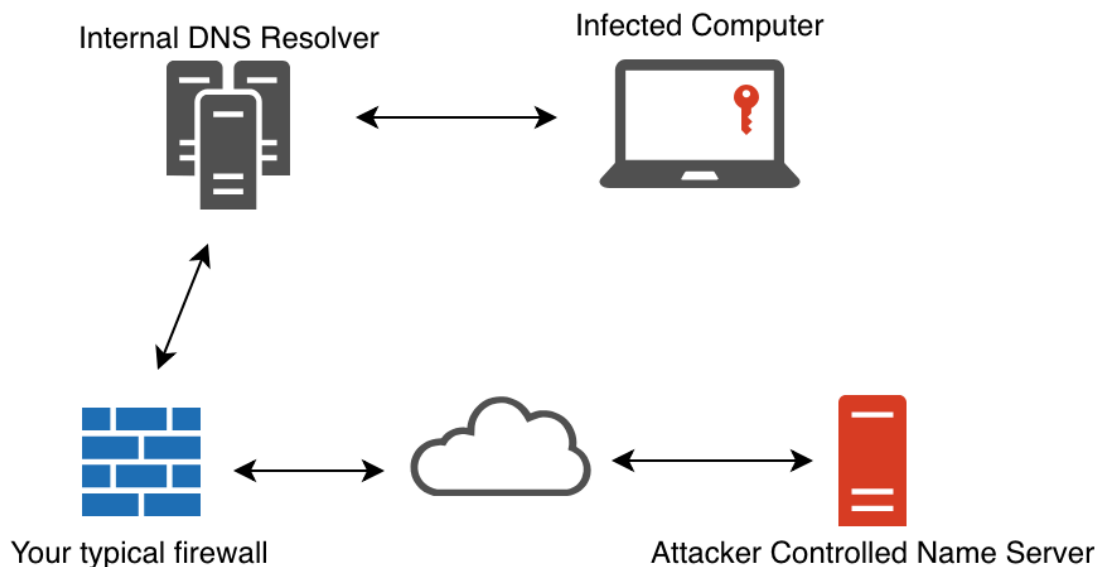 Internal DNS Resolver
Infected Computer
Your typical firewall
Attacker Controlled Name Server